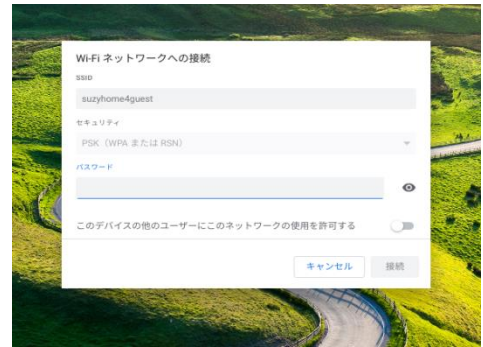 Wi-Fi ネットワークへの接続
SSID
suzyhome4guest
セキュリティ
PSK（WPA または RSN）
パスワード
このデバイスの他のユーザーにこのネットワークの使用を許可する
キャンセル 接続